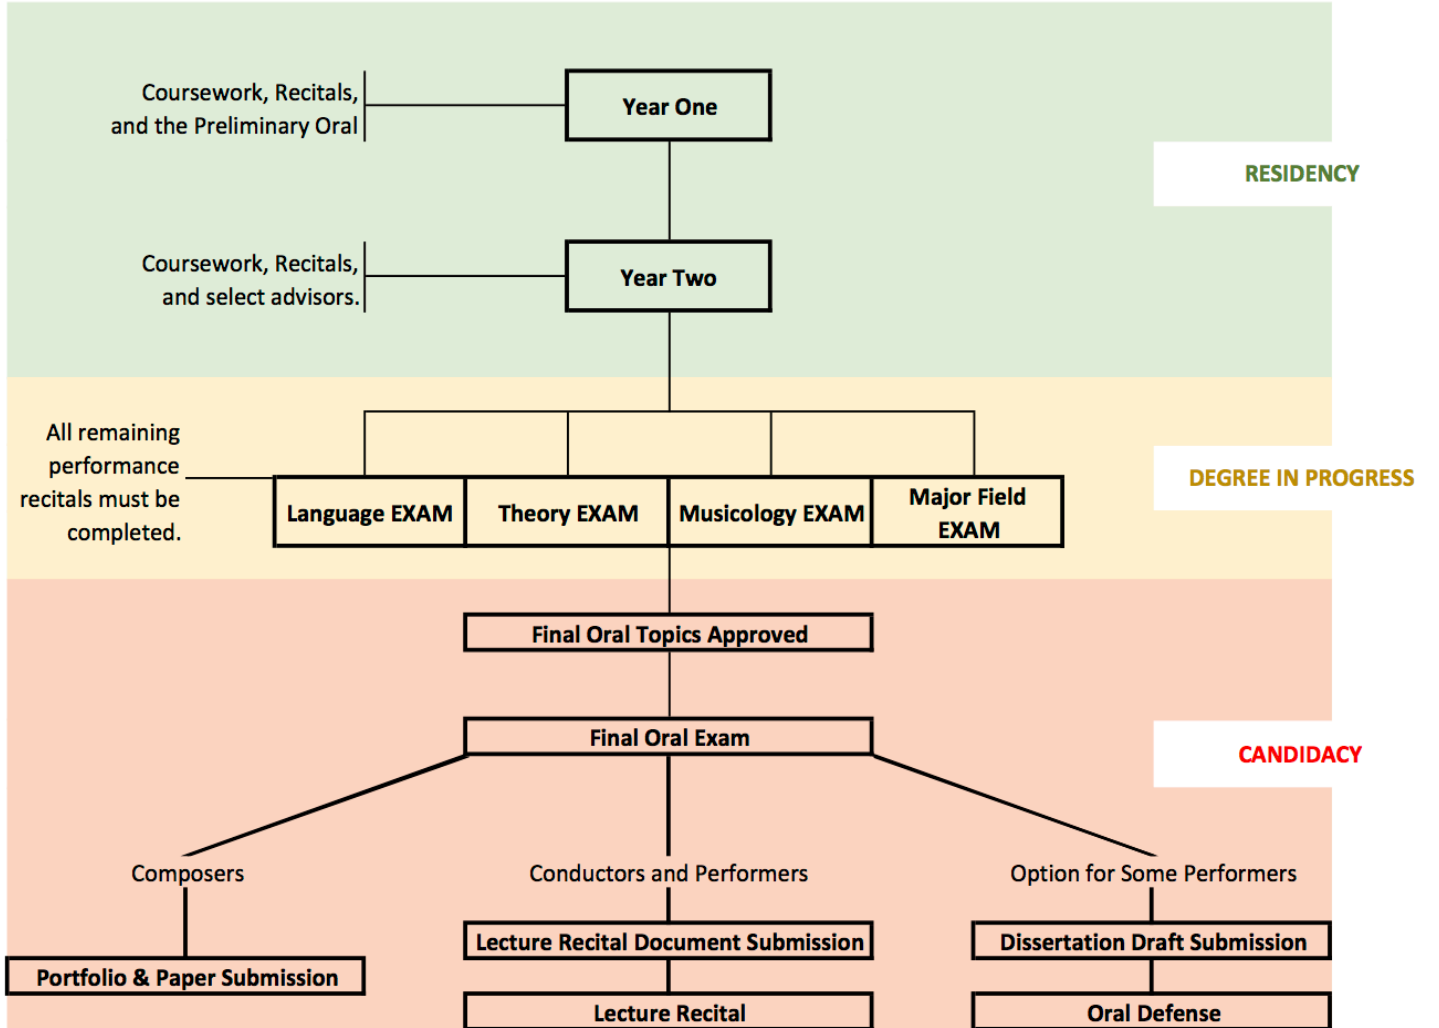 Coursework, Recitals,
and the Preliminary Oral
Year One
RESIDENCY
Coursework, Recitals,
and select advisors.
Year Two
All remaining
performance
recitals must be
completed.
Language EXAM
Theory EXAM
Musicology EXAM
Major Field
EXAM
DEGREE IN PROGRESS
Final Oral Topics Approved
Final Oral Exam
CANDIDACY
Composers
Conductors and Performers
Option for Some Performers
Portfolio & Paper Submission
Lecture Recital Document Submission
Dissertation Draft Submission
Lecture Recital
Oral Defense